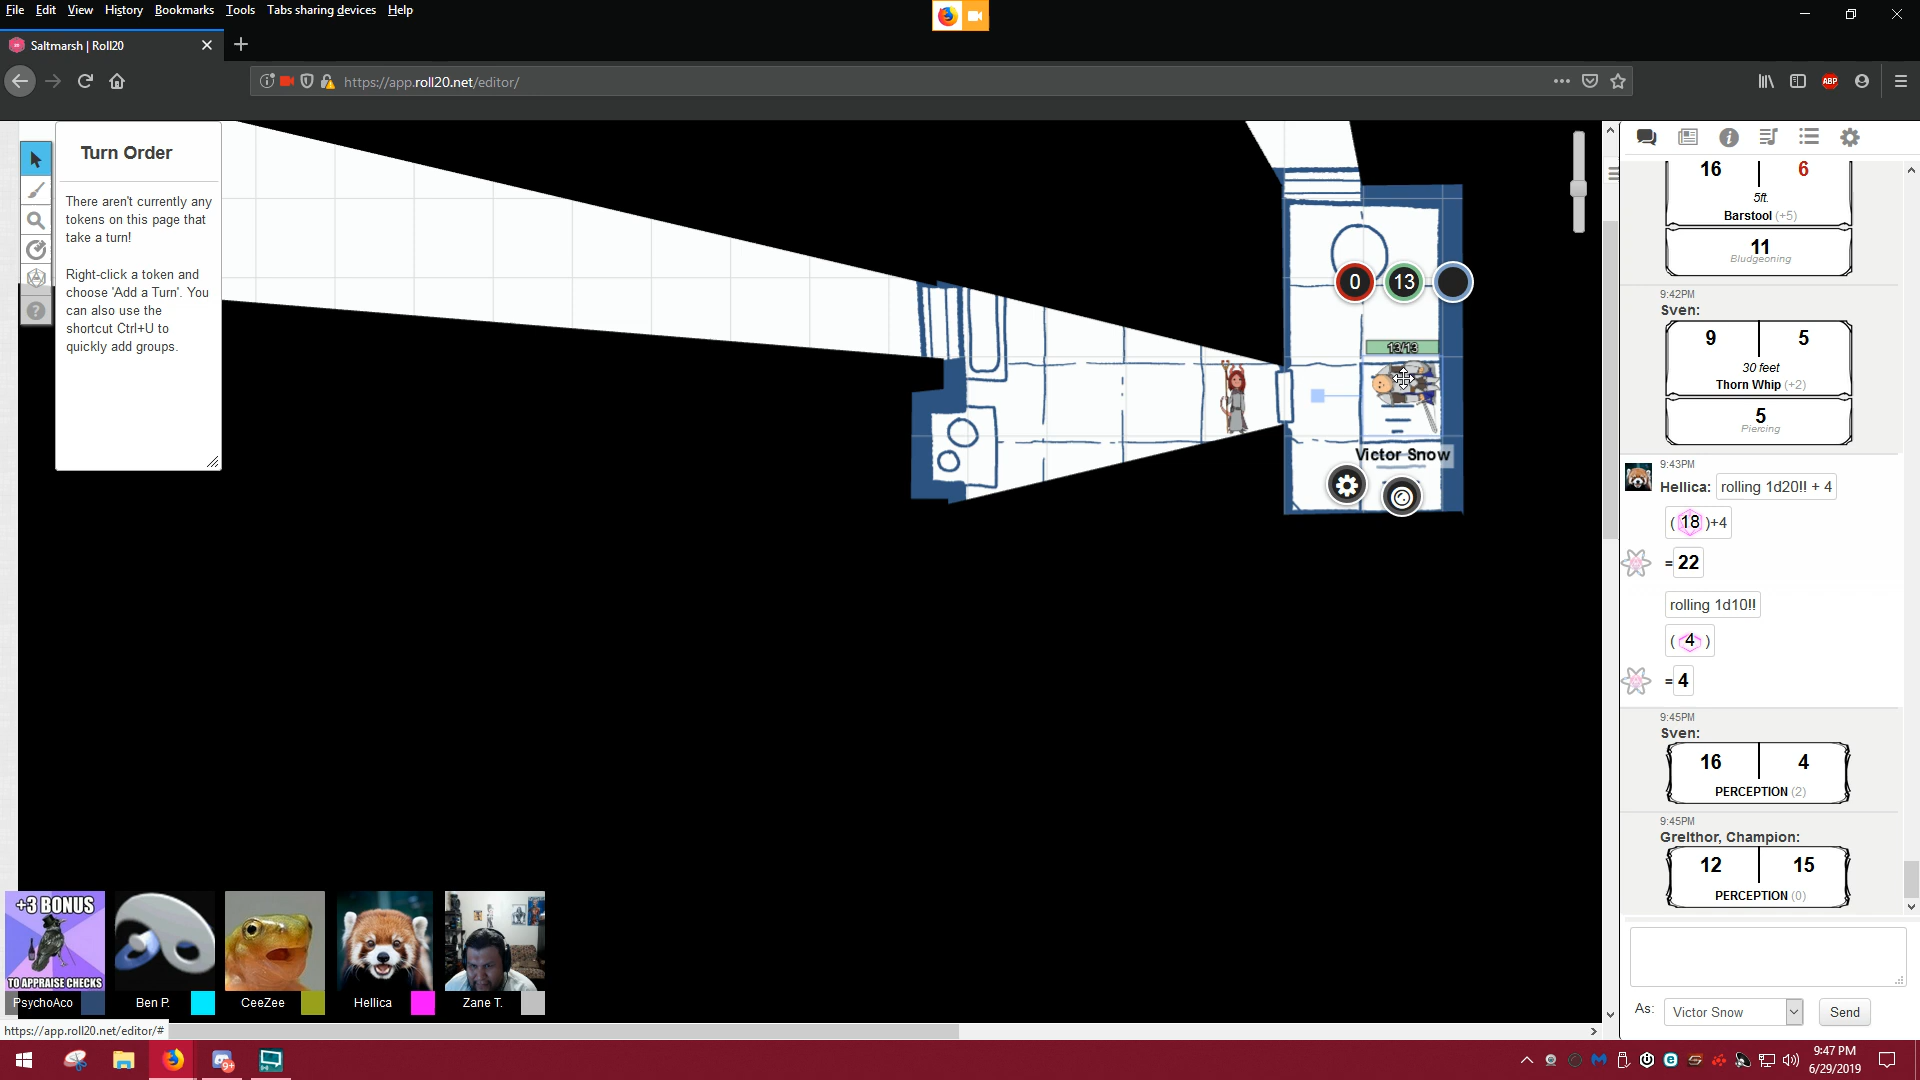 File Edit View History Bookmarks Tools Tabs sharing devices Help
Saltmarsh | Roll20
https://app.roll20.net/editor/
ABP
Turn Order
There aren't currently any
tokens on this page that
take a turn!
Right-click a token and
choose 'Add a Turn'. You
can also use the
shortcut Ctrl+U to
quickly add groups.
0 13
13/13
Victor Snow
16 6
5ft.
Barstool (+5)
11
Bludgeoning
9:42PM
Sven:
9 5
30 feet
Thorn Whip (+2)
5
Piercing
9:43PM
Hellica: rolling 1d20!! + 4
(18)+4
=22
rolling 1d10!!
(4)
=4
9:45PM
Sven:
16 4
PERCEPTION (2)
9:45PM
Grelthor, Champion:
12 15
PERCEPTION (0)
As: Victor Snow Send
+3 BONUS
TO APPRAISE CHECKS
PsychoAco Ben P. CeeZee Hellica Zane T.
https://app.roll20.net/editor/#
9+
9:47 PM
6/29/2019